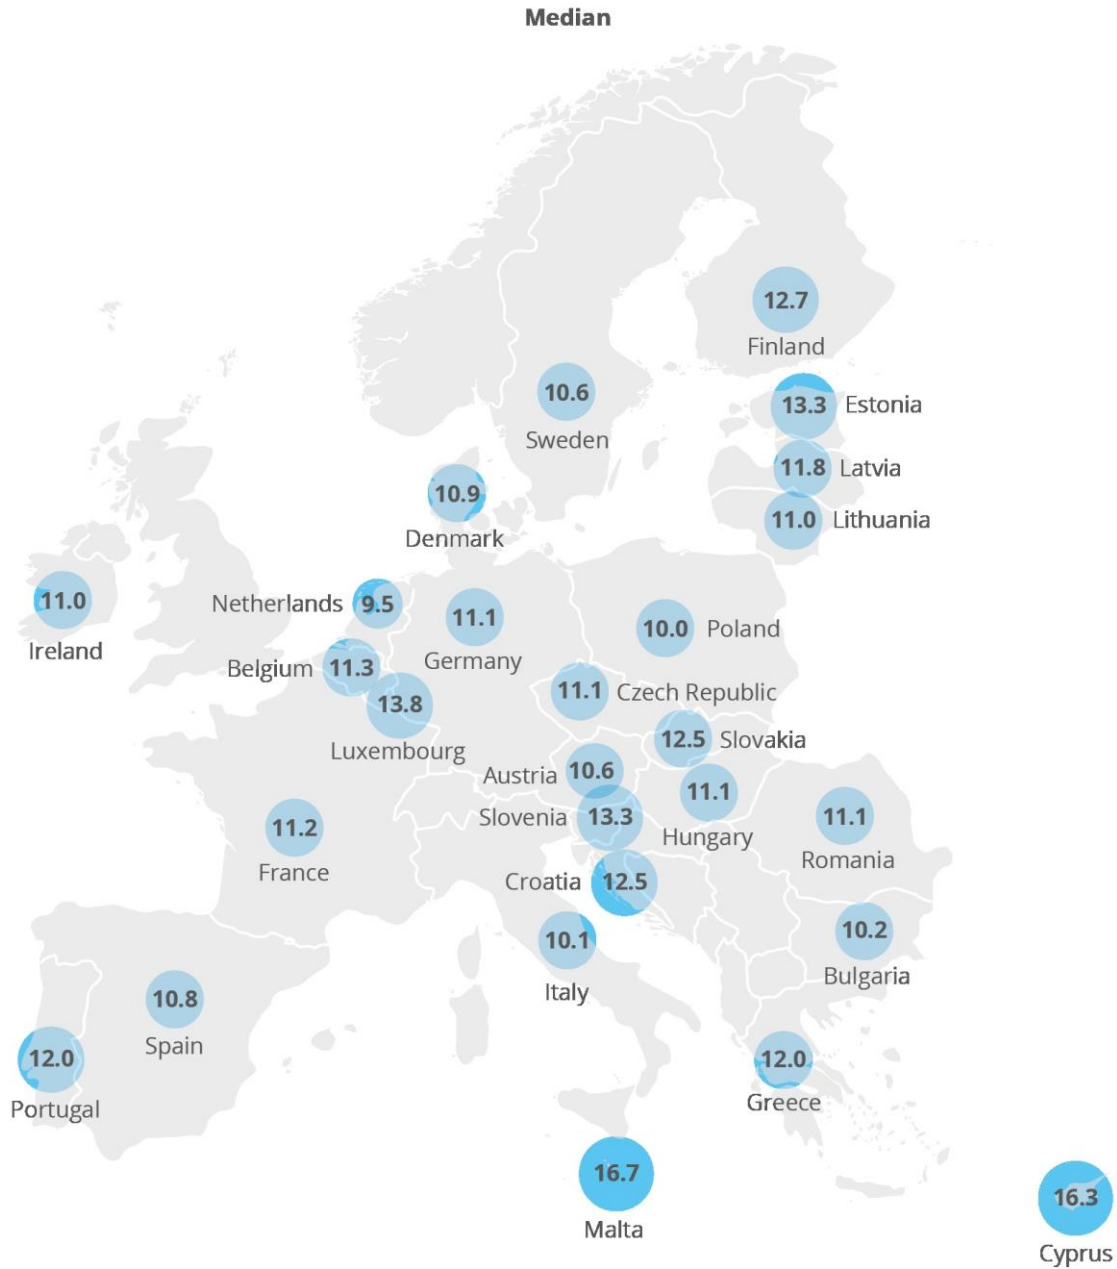 Median
12.7
Finland
10.6
Sweden
13.3 Estonia
11.8 Latvia
11.0 Lithuania
10.9
Denmark
11.0
Ireland
Netherlands 9.5
11.1
Germany
10.0 Poland
Belgium 11.3
13.8
Luxembourg
11.1 Czech Republic
12.5 Slovakia
Austria 10.6
11.1
Hungary
Slovenia 13.3
11.2
France
11.1
Romania
Croatia 12.5
10.1
Italy
10.2
Bulgaria
10.8
Spain
12.0
Portugal
12.0
Greece
16.7
Malta
16.3
Cyprus